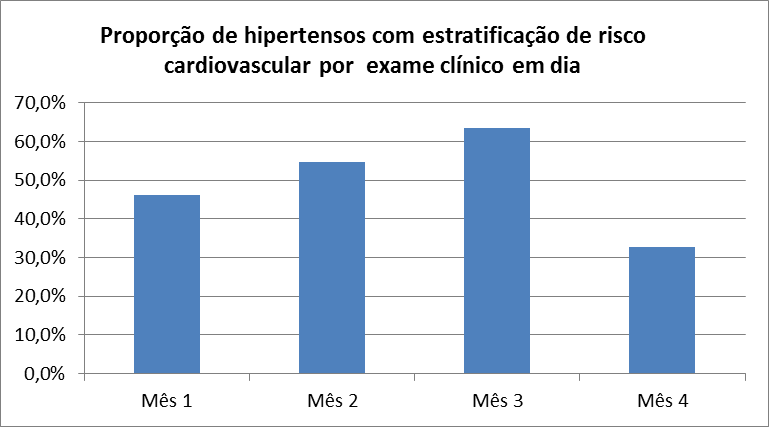 Proporção de hipertensos com estratificação de risco
cardiovascular por exame clínico em dia
70,0%
60,0%
50,0%
40,0%
30,0%
20,0%
10,0%
0,0%
Mês 1 Mês 2 Mês 3 Mês 4